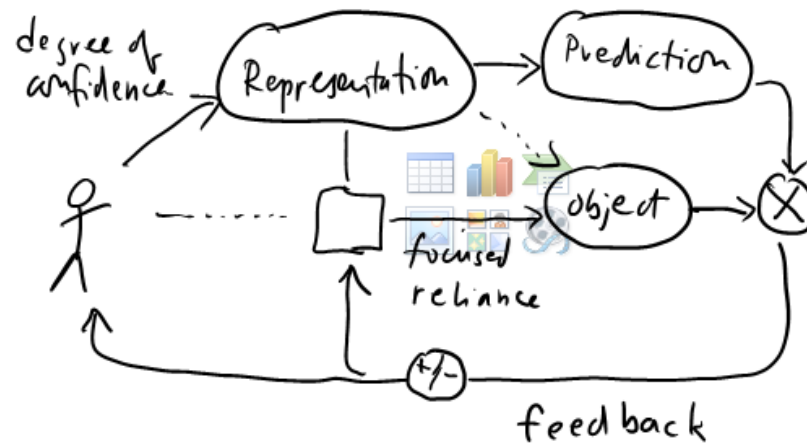 degree of
confidence
Representation
Prediction
object
X
focused
reliance
+/-
feedback